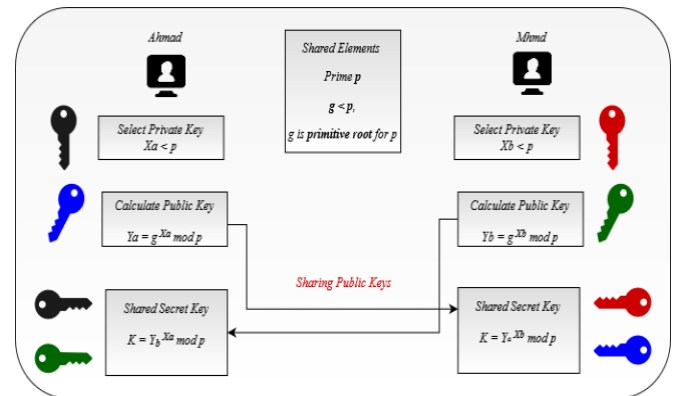 Ahmad
Mhmd
Shared Elements
Prime p
g < p,
g is primitive root for p
Select Private Key
Xa < p
Select Private Key
Xb < p
Calculate Public Key
Ya = g^Xa mod p
Calculate Public Key
Yb = g^Xb mod p
Sharing Public Keys
Shared Secret Key
K = Y_b^Xa mod p
Shared Secret Key
K = Y_a^Xb mod p